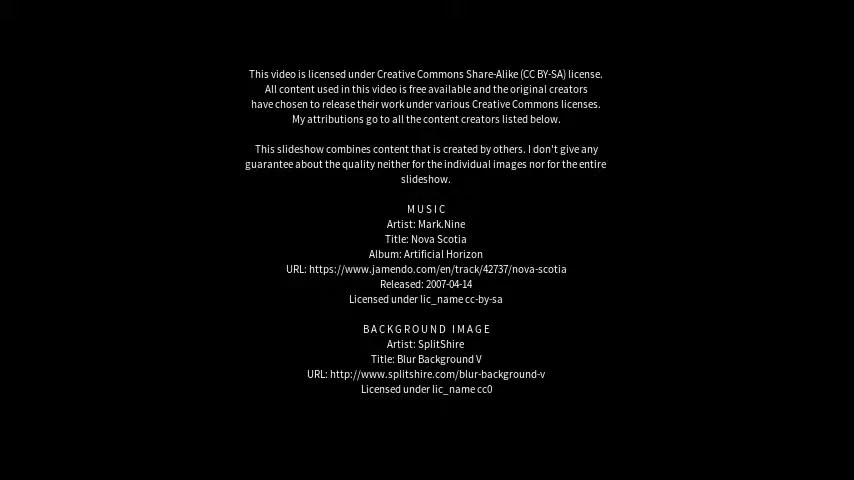 This video is licensed under Creative Commons Share-Alike (CC BY-SA) license.
All content used in this video is free available and the original creators
have chosen to release their work under various Creative Commons licenses.
My attributions go to all the content creators listed below.
This slideshow combines content that is created by others. I don't give any
guarantee about the quality neither for the individual images nor for the entire
slideshow.
MUSIC
Artist: Mark.Nine
Title: Nova Scotia
Album: Artificial Horizon
URL: https://www.jamendo.com/en/track/42737/nova-scotia
Released: 2007-04-14
Licensed under lic_name cc-by-sa
BACKGROUND IMAGE
Artist: SplitShire
Title: Blur Background V
URL: http://www.splitshire.com/blur-background-v
Licensed under lic_name cc0